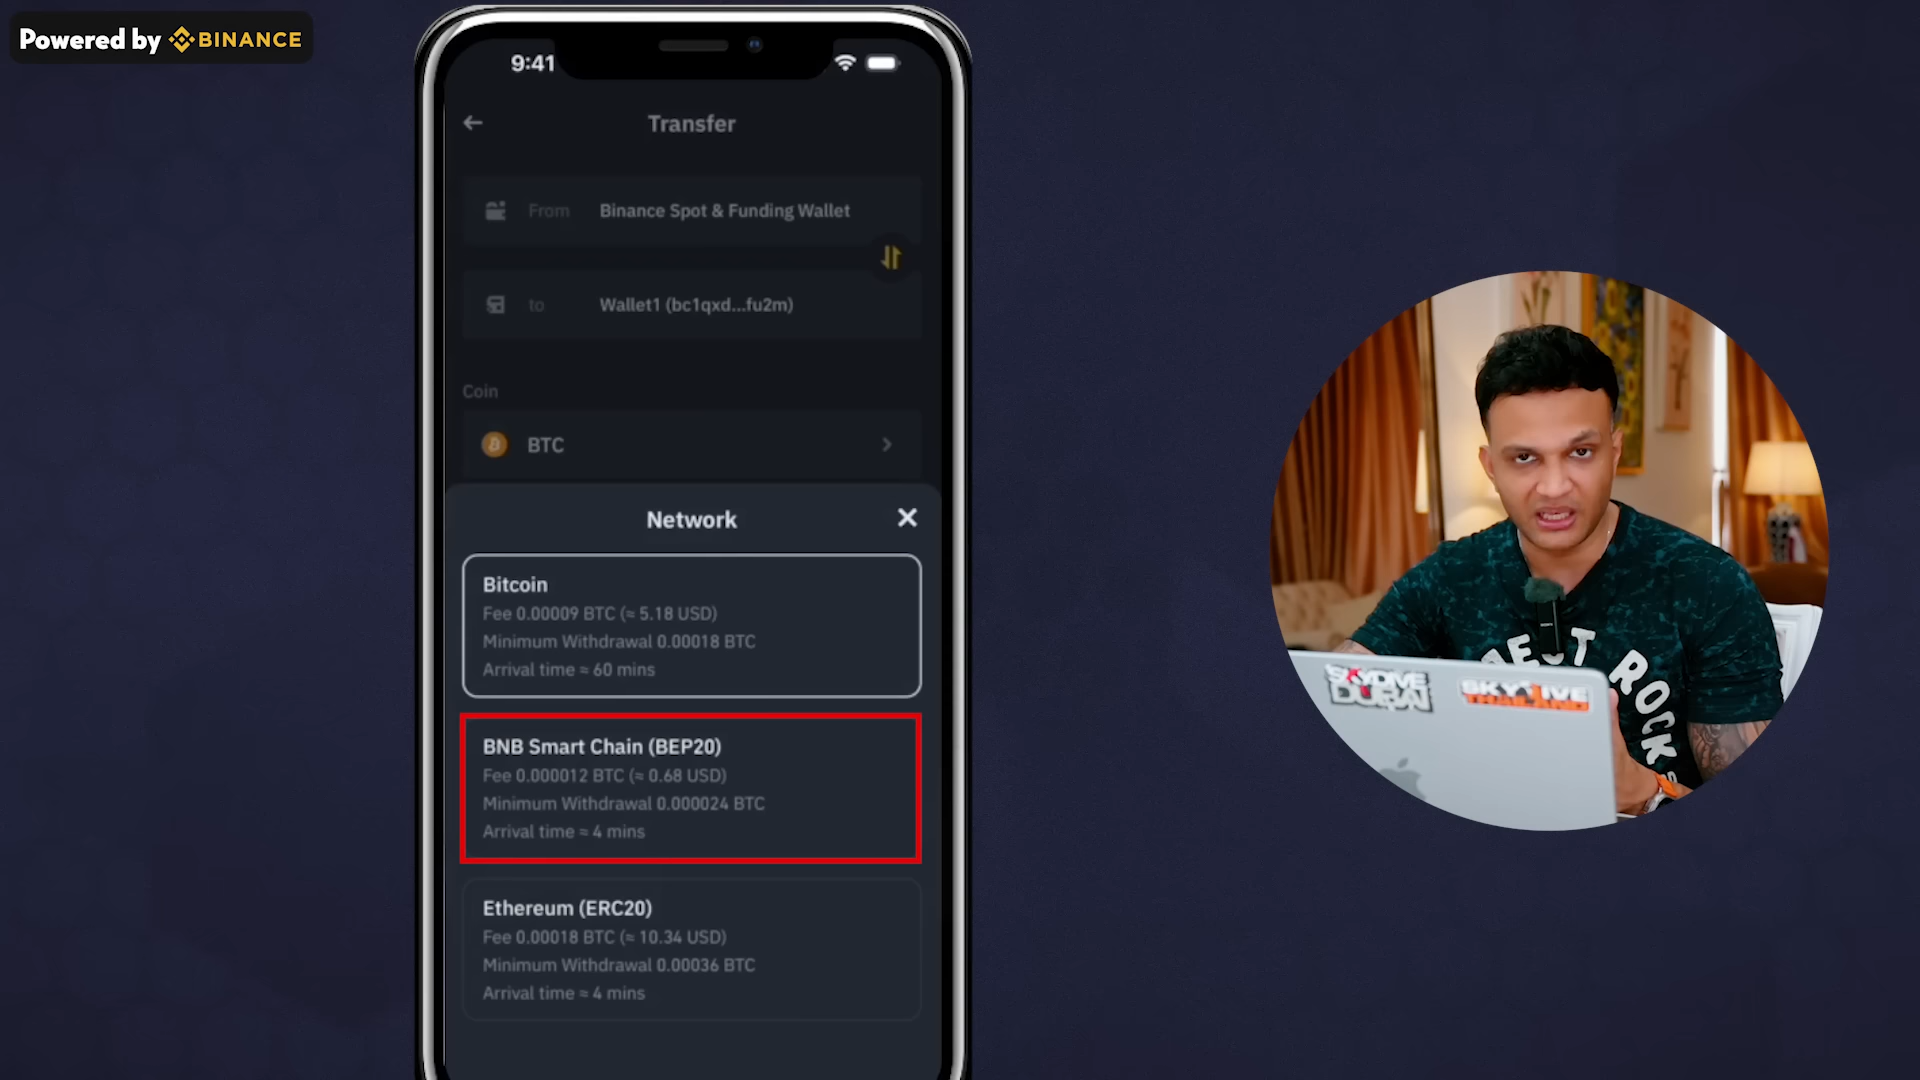 Powered by BINANCE
9:41
Transfer
From Binance Spot & Funding Wallet
to Wallet1 (bc1qxd...fu2m)
Coin
BTC
Network
Bitcoin
Fee 0.00009 BTC (≈ 5.18 USD)
Minimum Withdrawal 0.00018 BTC
Arrival time ≈ 60 mins
BNB Smart Chain (BEP20)
Fee 0.000012 BTC (≈ 0.68 USD)
Minimum Withdrawal 0.000024 BTC
Arrival time ≈ 4 mins
Ethereum (ERC20)
Fee 0.00018 BTC (≈ 10.34 USD)
Minimum Withdrawal 0.00036 BTC
Arrival time ≈ 4 mins
SKYDIVE
DUBAI
SKYDIVE
THAILAND
ROCK